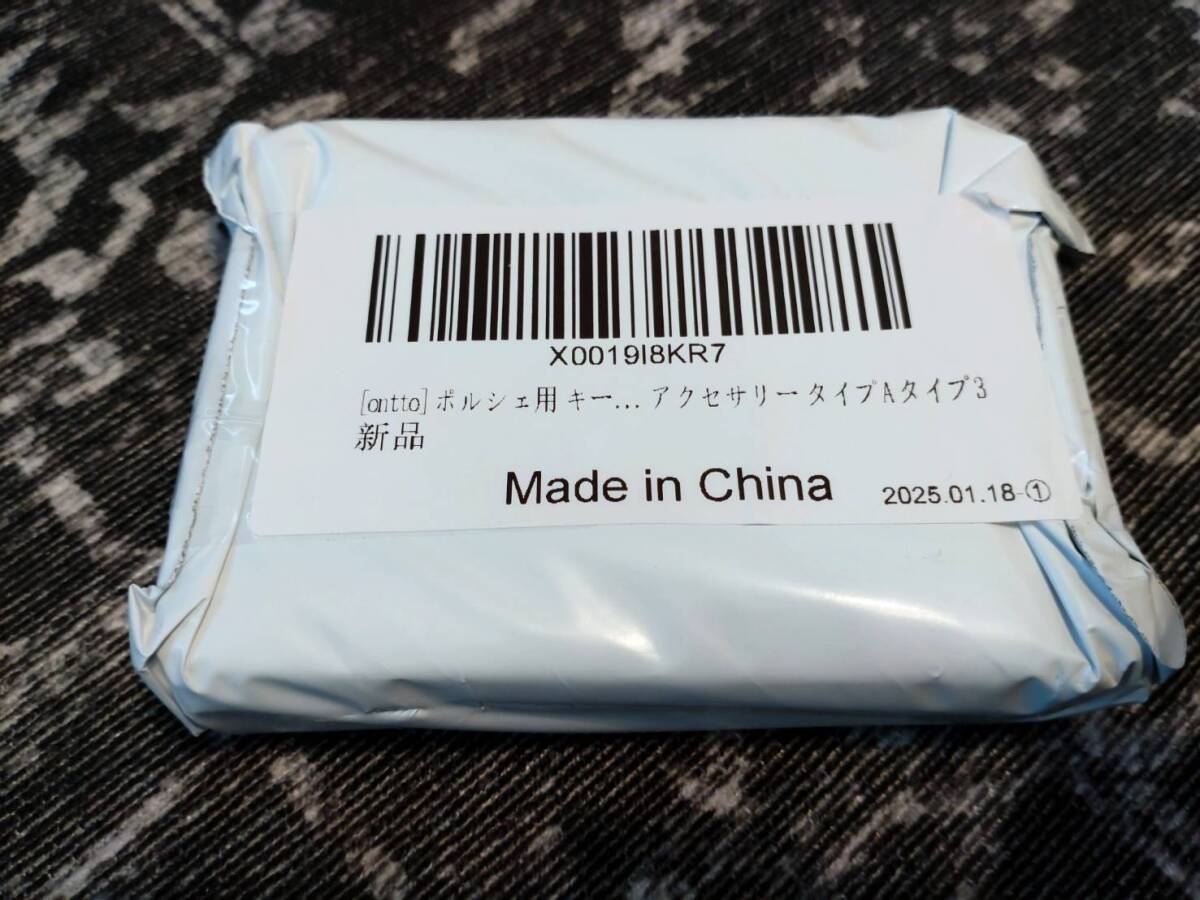 X0019I8KR7
[ontto]ポルシェ用 キー... アクセサリー タイプAタイプ3
新品
Made in China 2025.01.18-①